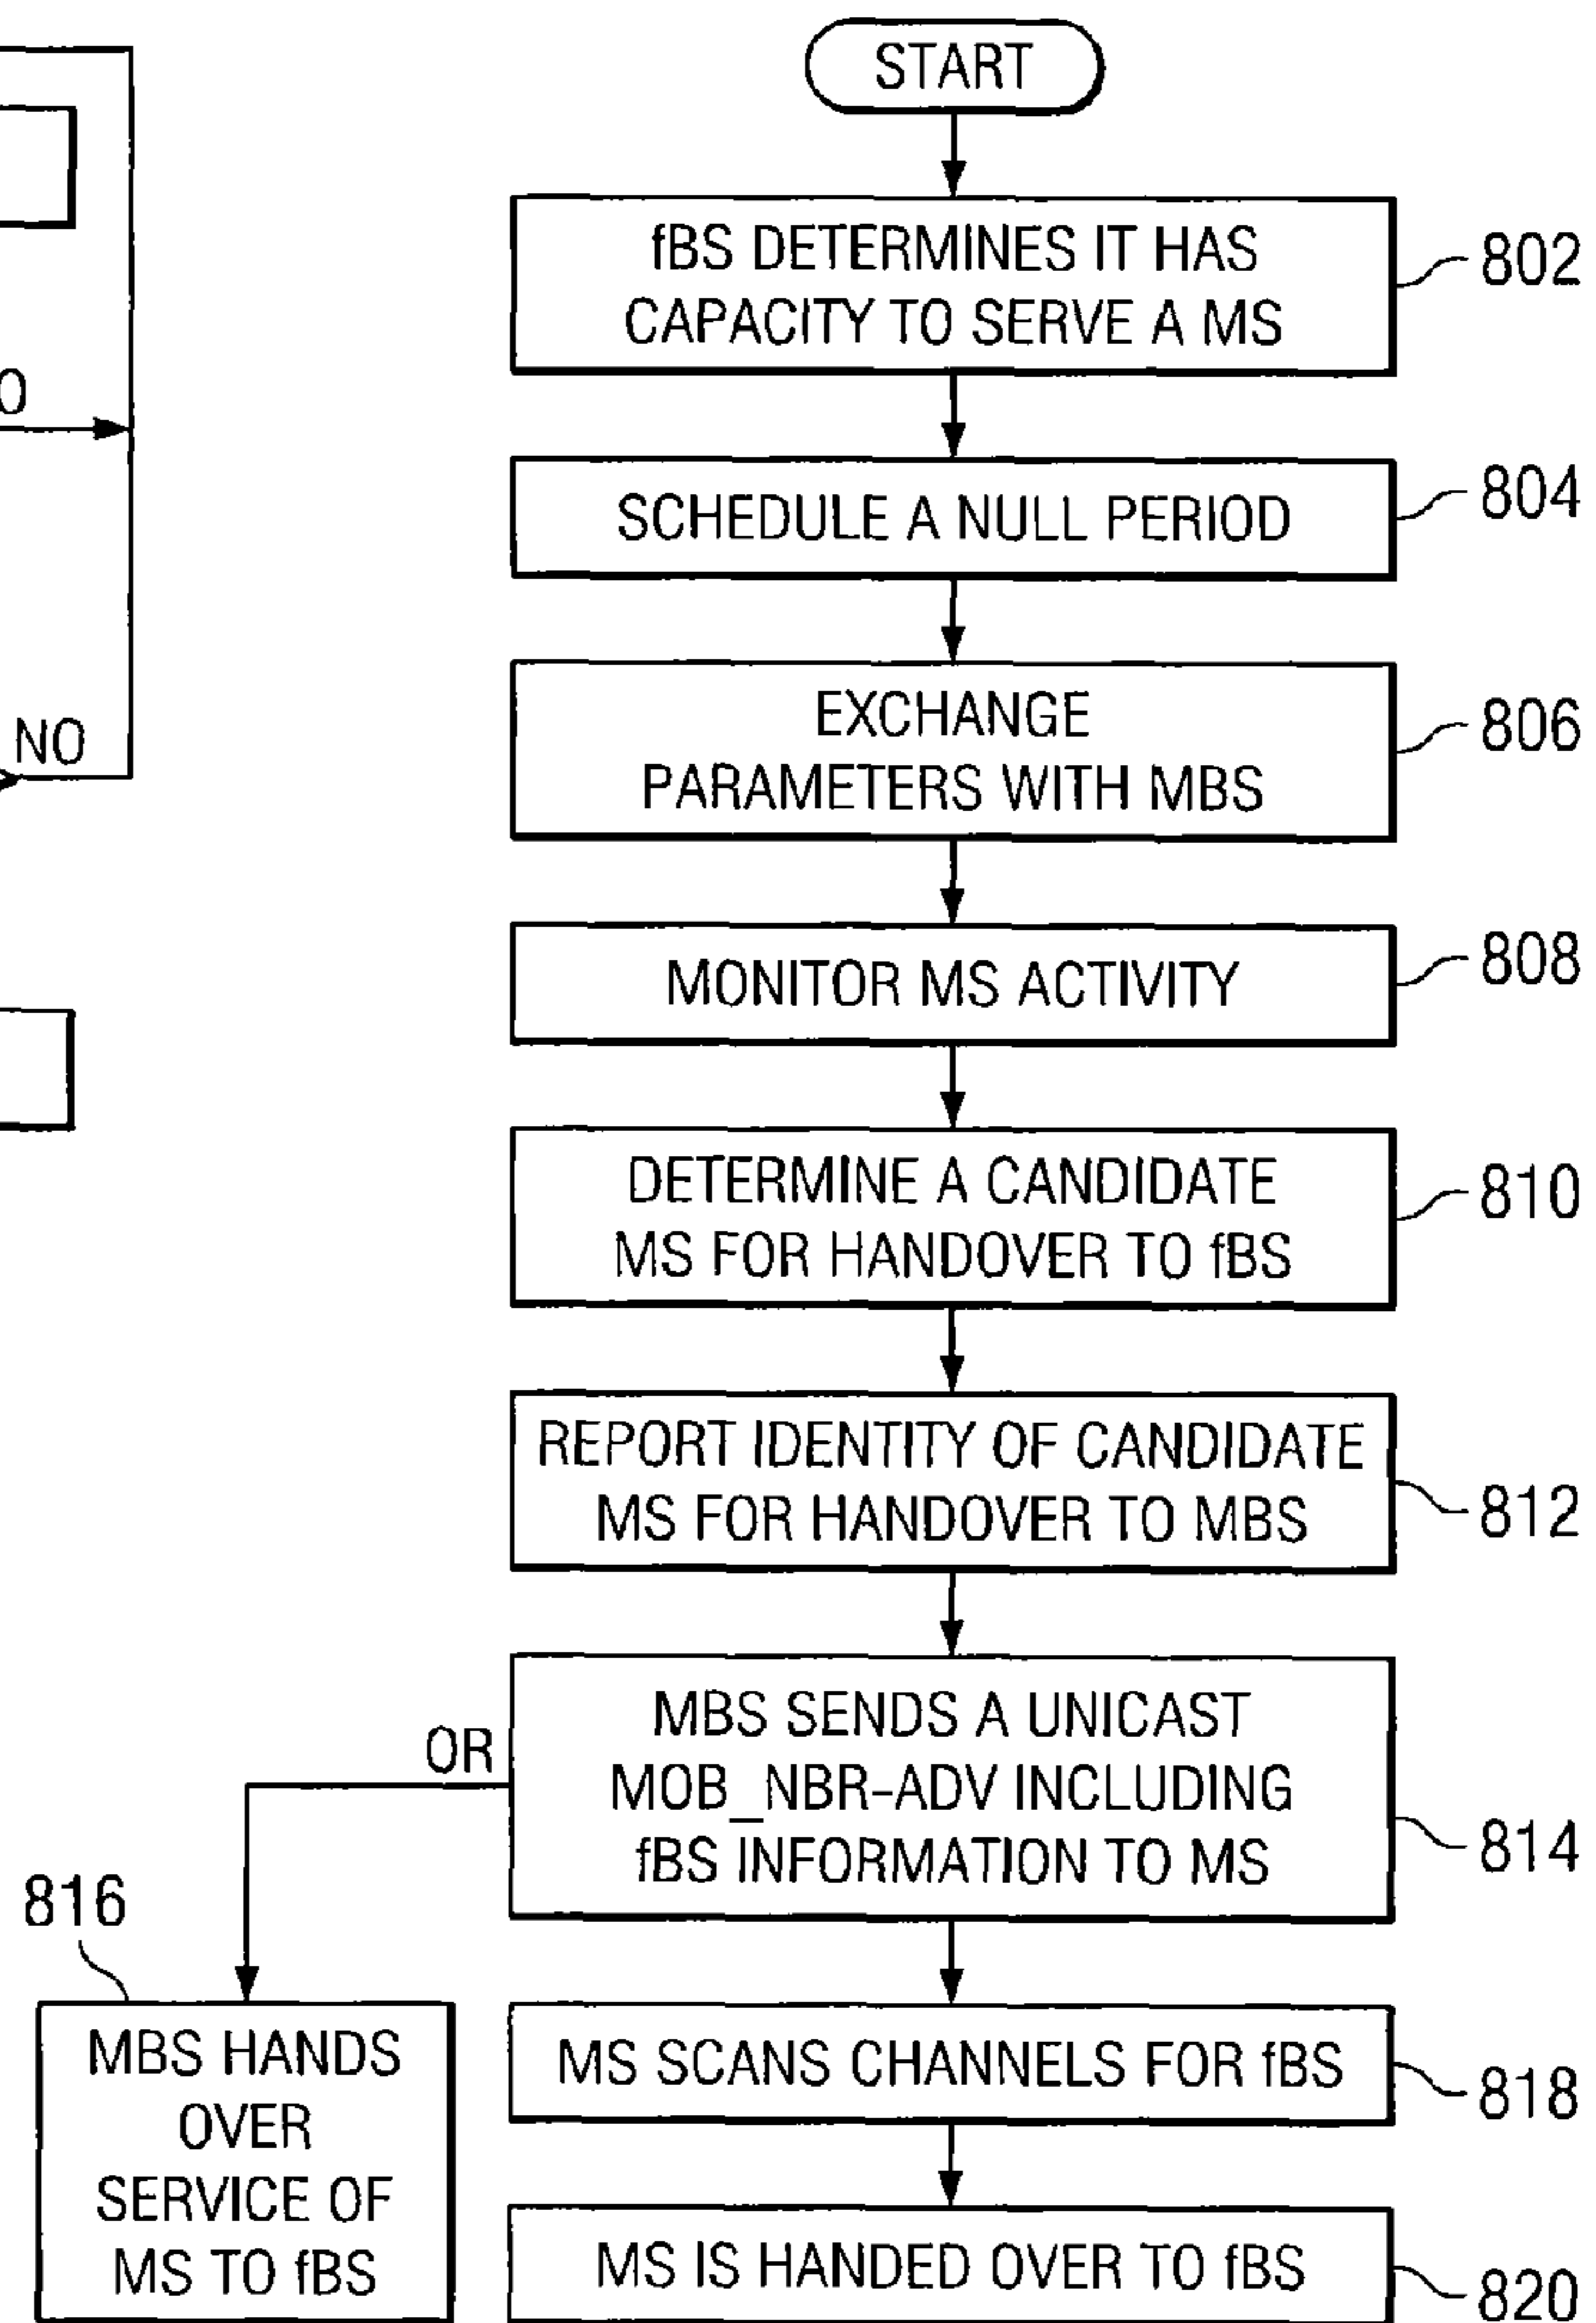 START
fBS DETERMINES IT HAS
CAPACITY TO SERVE A MS
802
SCHEDULE A NULL PERIOD
804
EXCHANGE
PARAMETERS WITH MBS
806
NO
MONITOR MS ACTIVITY
808
DETERMINE A CANDIDATE
MS FOR HANDOVER TO fBS
810
REPORT IDENTITY OF CANDIDATE
MS FOR HANDOVER TO MBS
812
MBS SENDS A UNICAST
MOB_NBR-ADV INCLUDING
fBS INFORMATION TO MS
814
OR
816
MBS HANDS
OVER
SERVICE OF
MS TO fBS
MS SCANS CHANNELS FOR fBS
818
MS IS HANDED OVER TO fBS
820